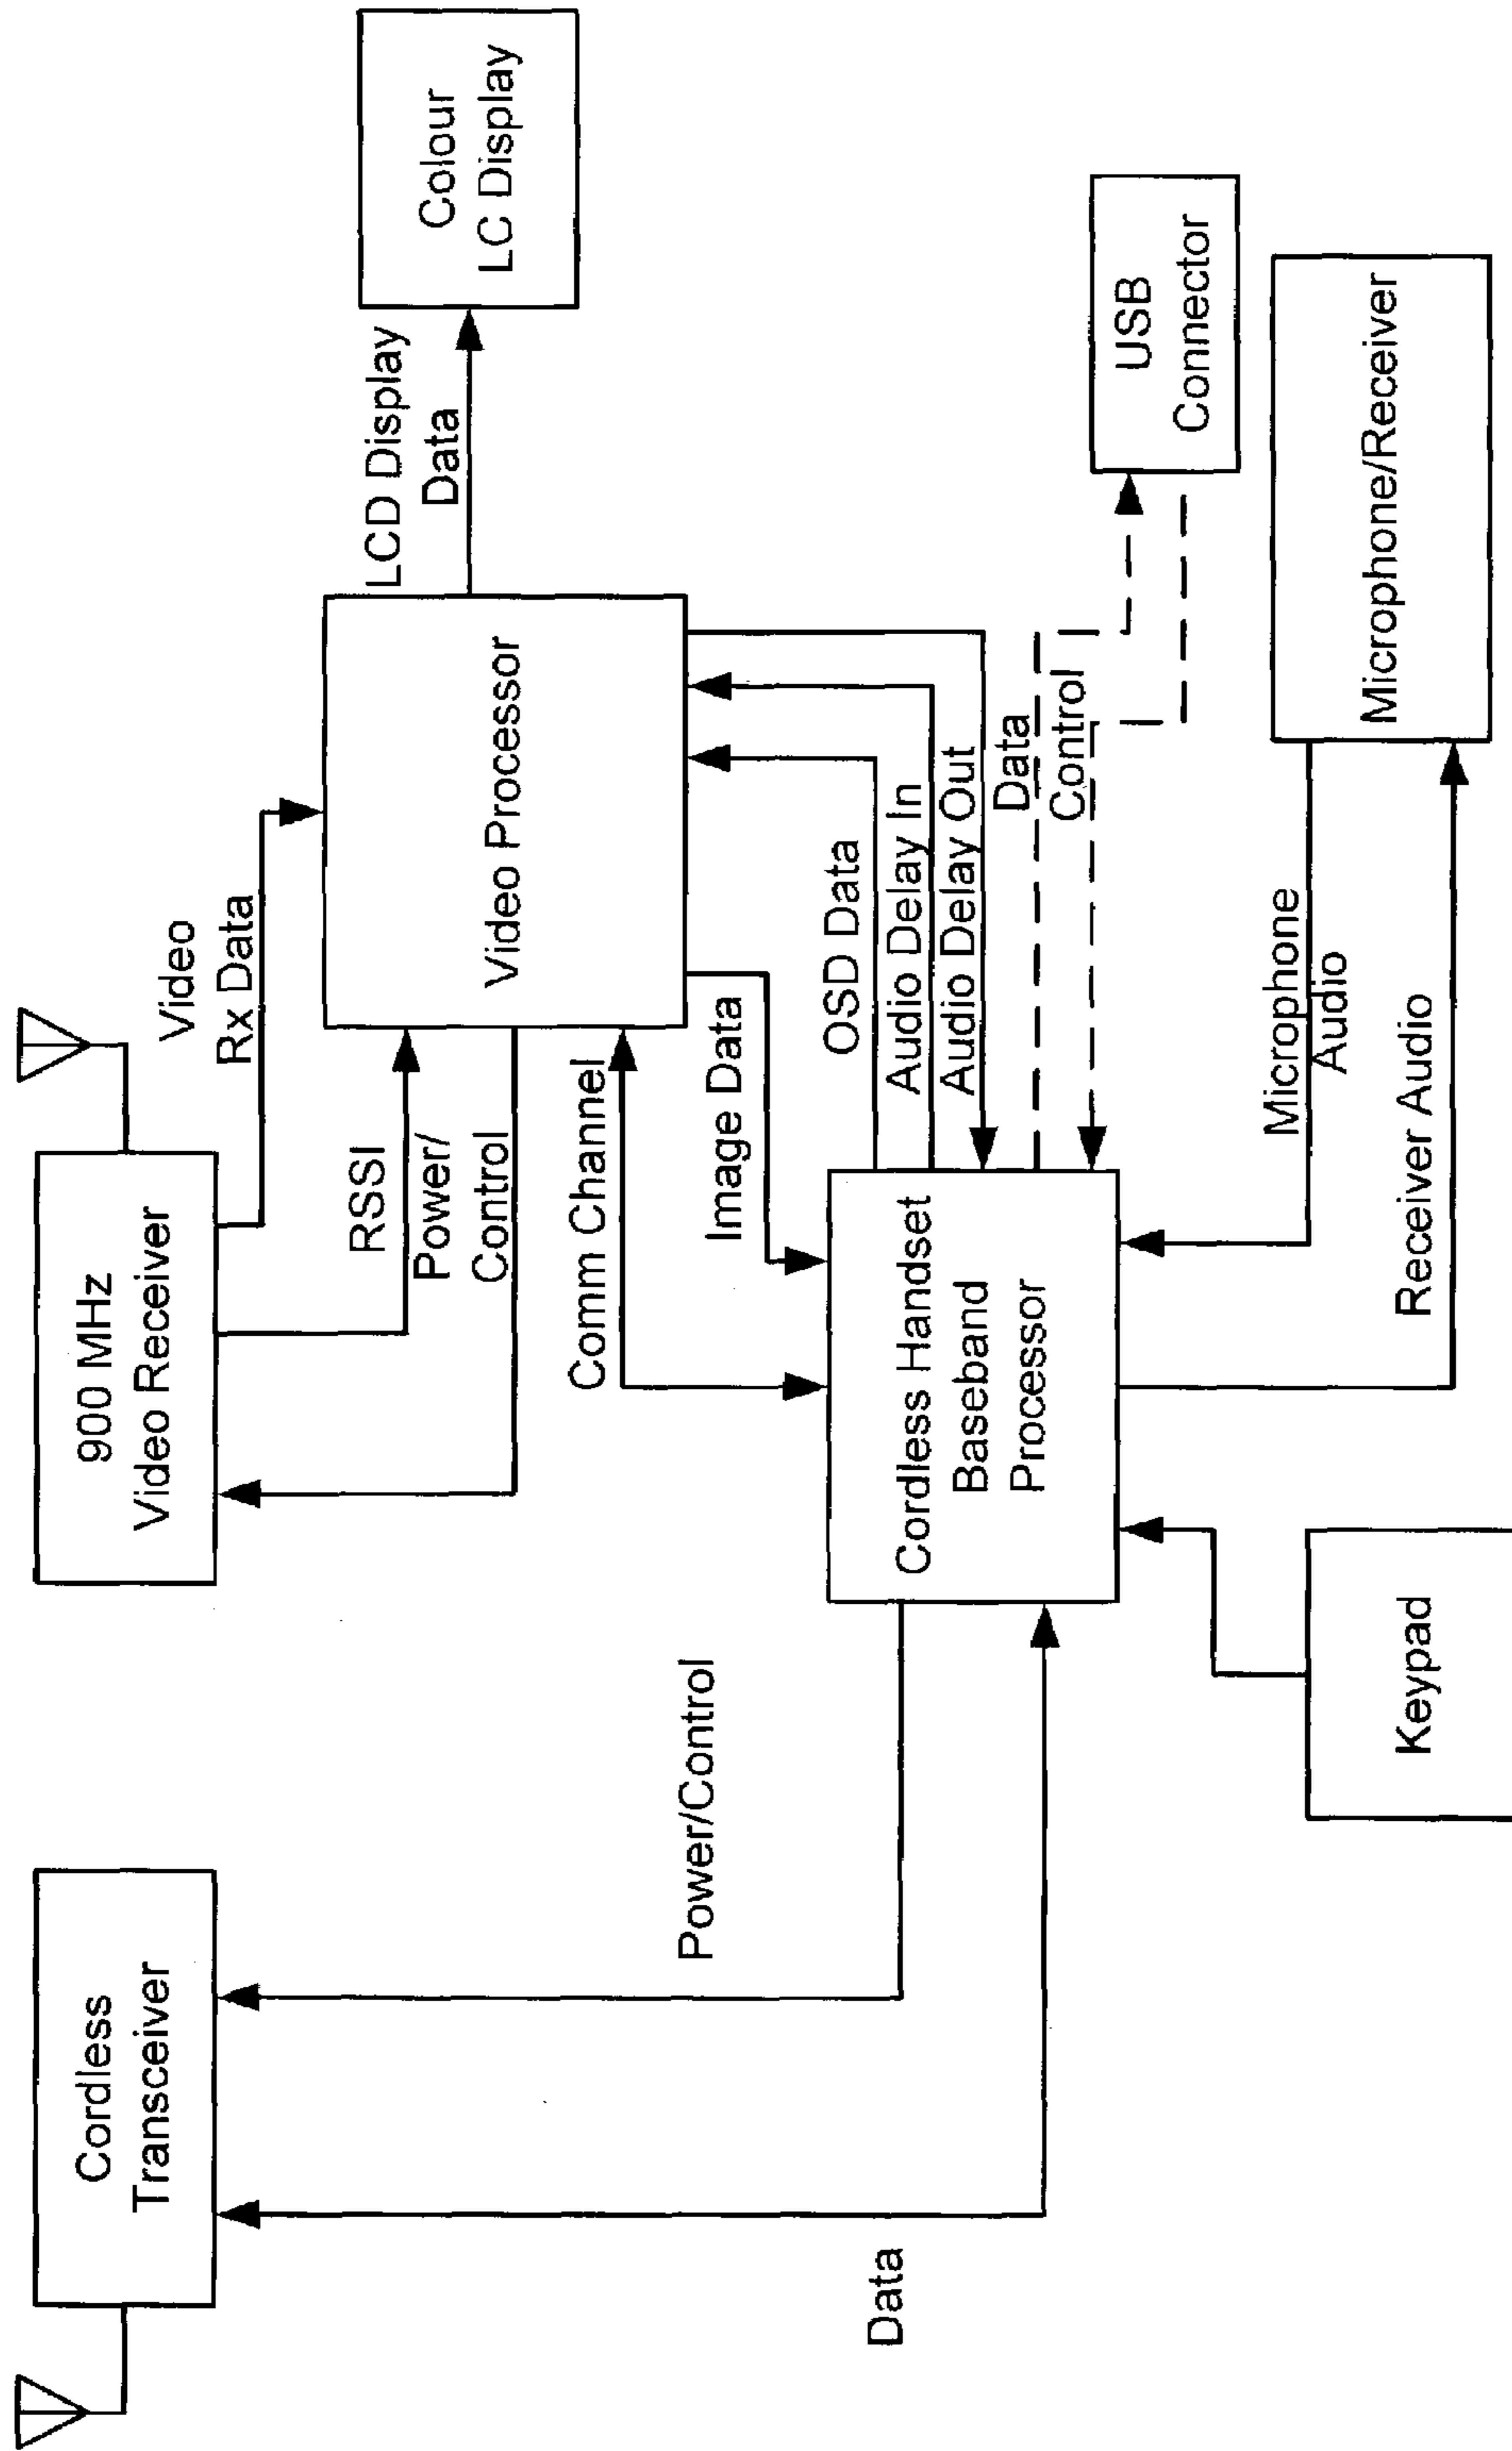 Cordless
Transceiver
900 MHz
Video Receiver
Video
Rx Data
RSSI
Power/
Control
LCD Display
Data
Colour
LC Display
Video Processor
Comm Channel
Image Data
Power/Control
Data
OSD Data
Audio Delay In
Audio Delay Out
Data
Control
Cordless Handset
Baseband
Processor
USB
Connector
Microphone
Audio
Receiver Audio
Microphone/Receiver
Keypad